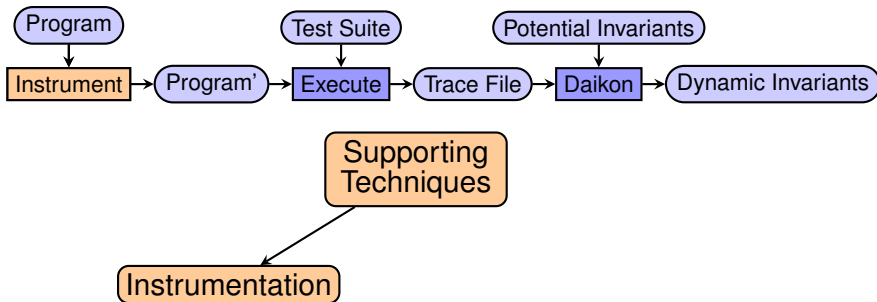 Program
Test Suite
Potential Invariants
Instrument
Program'
Execute
Trace File
Daikon
Dynamic Invariants
Supporting
Techniques
Instrumentation